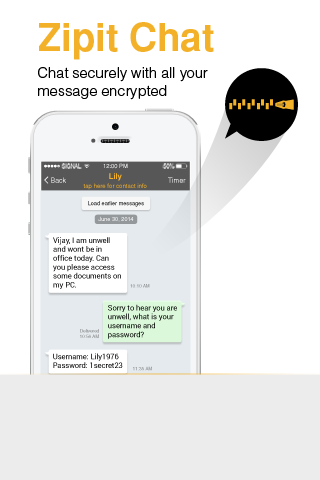 Zipit Chat
Chat securely with all your
message encrypted
SIGNAL 12:00 PM 50%
Back Lily Timer
tap here for contact info
Load earlier messages
June 30, 2014
Vijay, I am unwell
and wont be in
office today. Can
you please access
some documents on
my PC.
10:10 AM
Sorry to hear you are
unwell, what is your
username and
password?
Delivered
10:56 AM
Username: Lily1976
Password: 1secret23
11:26 AM